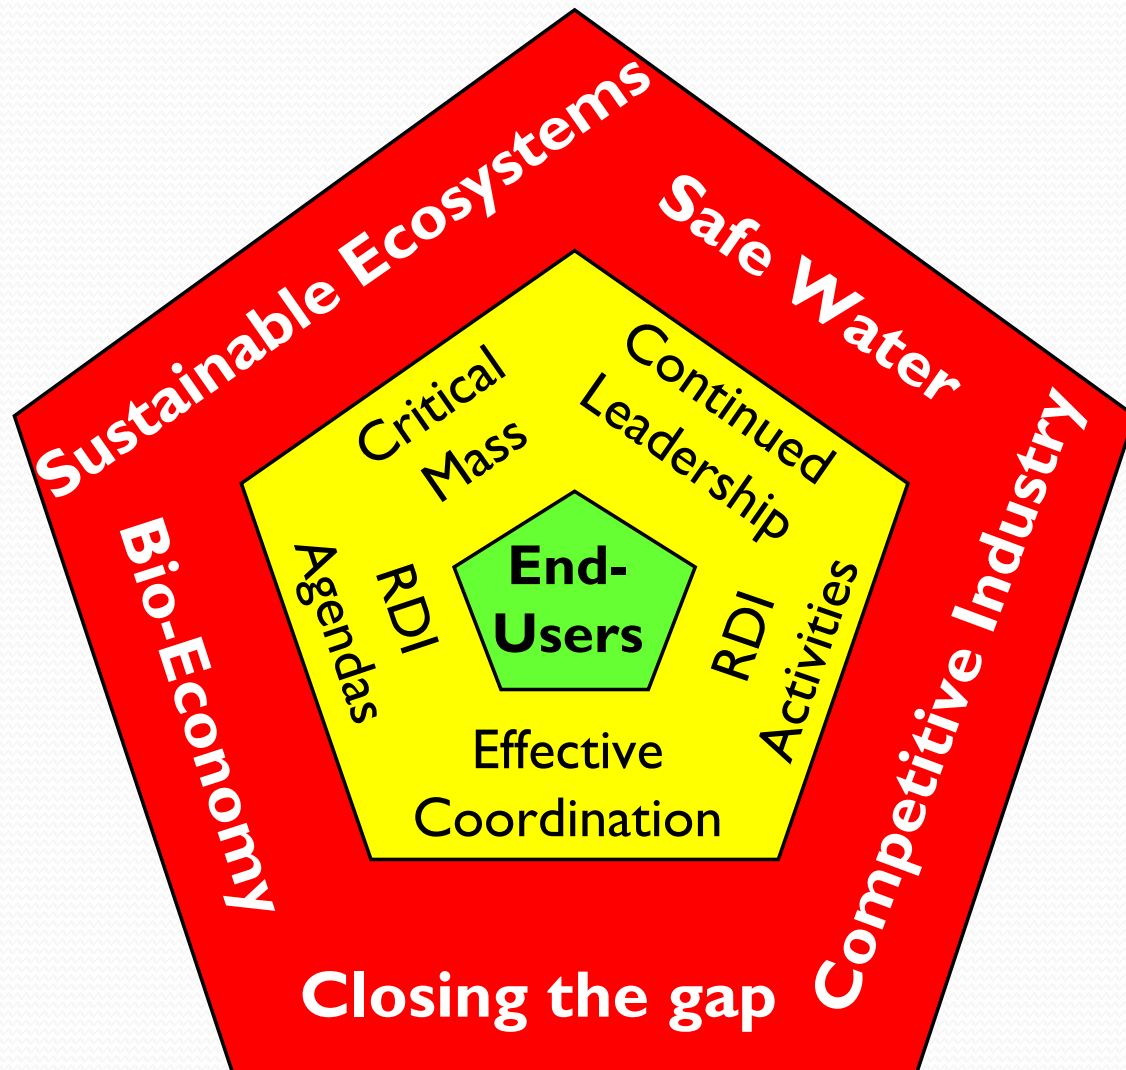 Sustainable Ecosystems
Safe Water
Competitive Industry
Closing the gap
Bio-Economy
Critical
Mass
Continued
Leadership
RDI
Activities
Effective
Coordination
RDI
Agendas
End-
Users